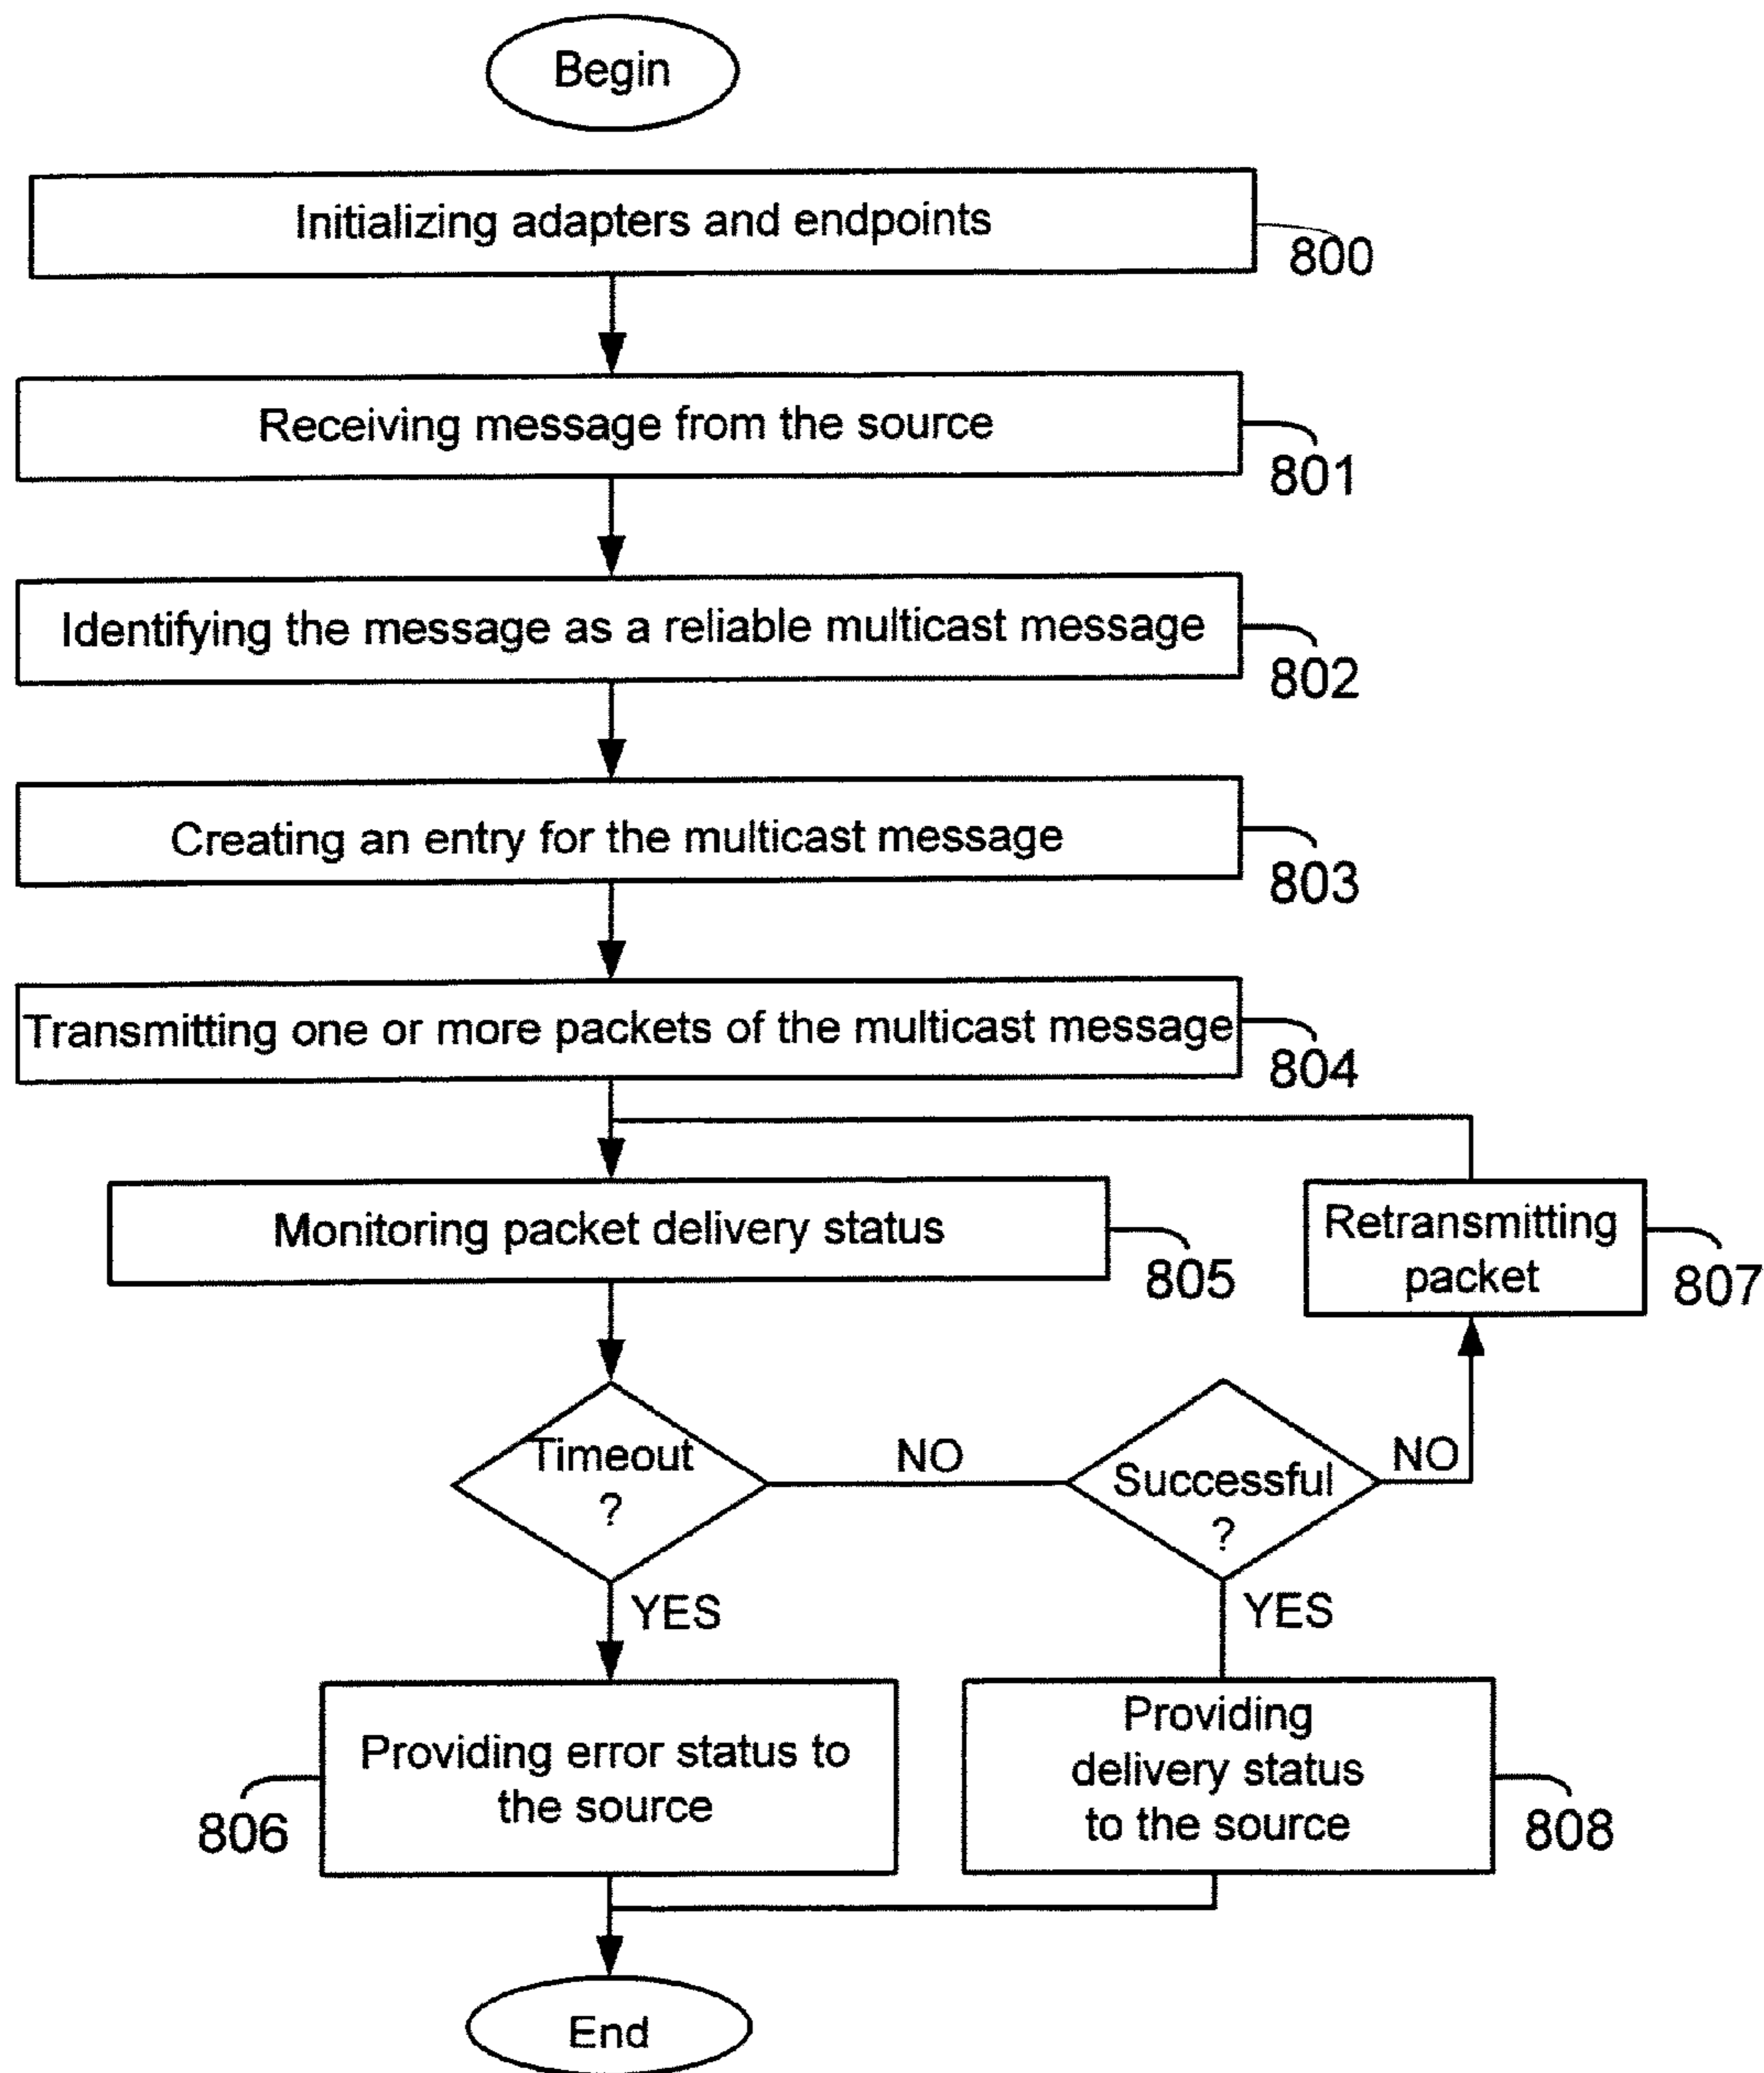 Begin
Initializing adapters and endpoints
800
Receiving message from the source
801
Identifying the message as a reliable multicast message
802
Creating an entry for the multicast message
803
Transmitting one or more packets of the multicast message
804
Monitoring packet delivery status
805
Retransmitting
packet
807
Timeout
?
NO
Successful
?
NO
YES
YES
Providing error status to
the source
806
Providing
delivery status
to the source
808
End